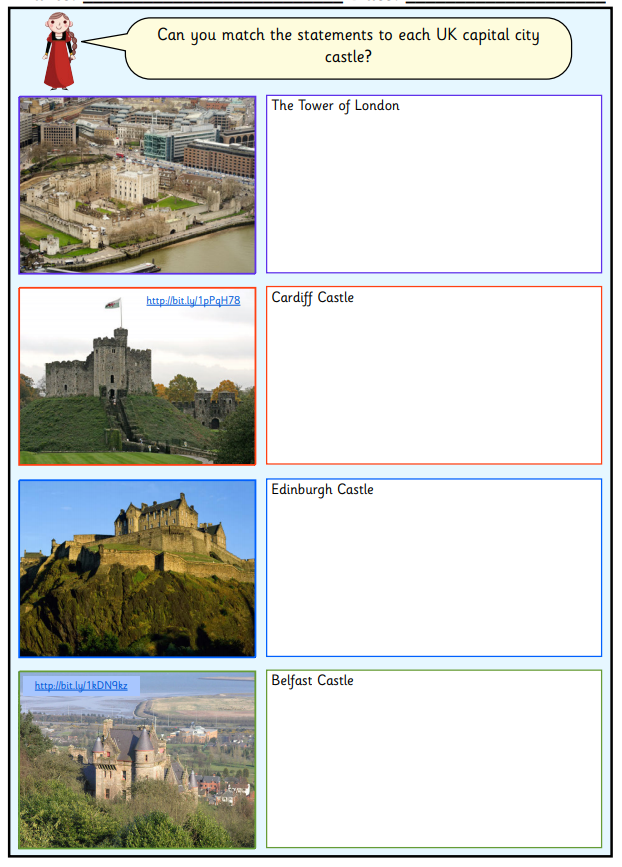 Can you match the statements to each UK capital city
castle?
The Tower of London
http://bit.ly/1pPqH78
Cardiff Castle
Edinburgh Castle
http://bit.ly/1kDN9kz
Belfast Castle